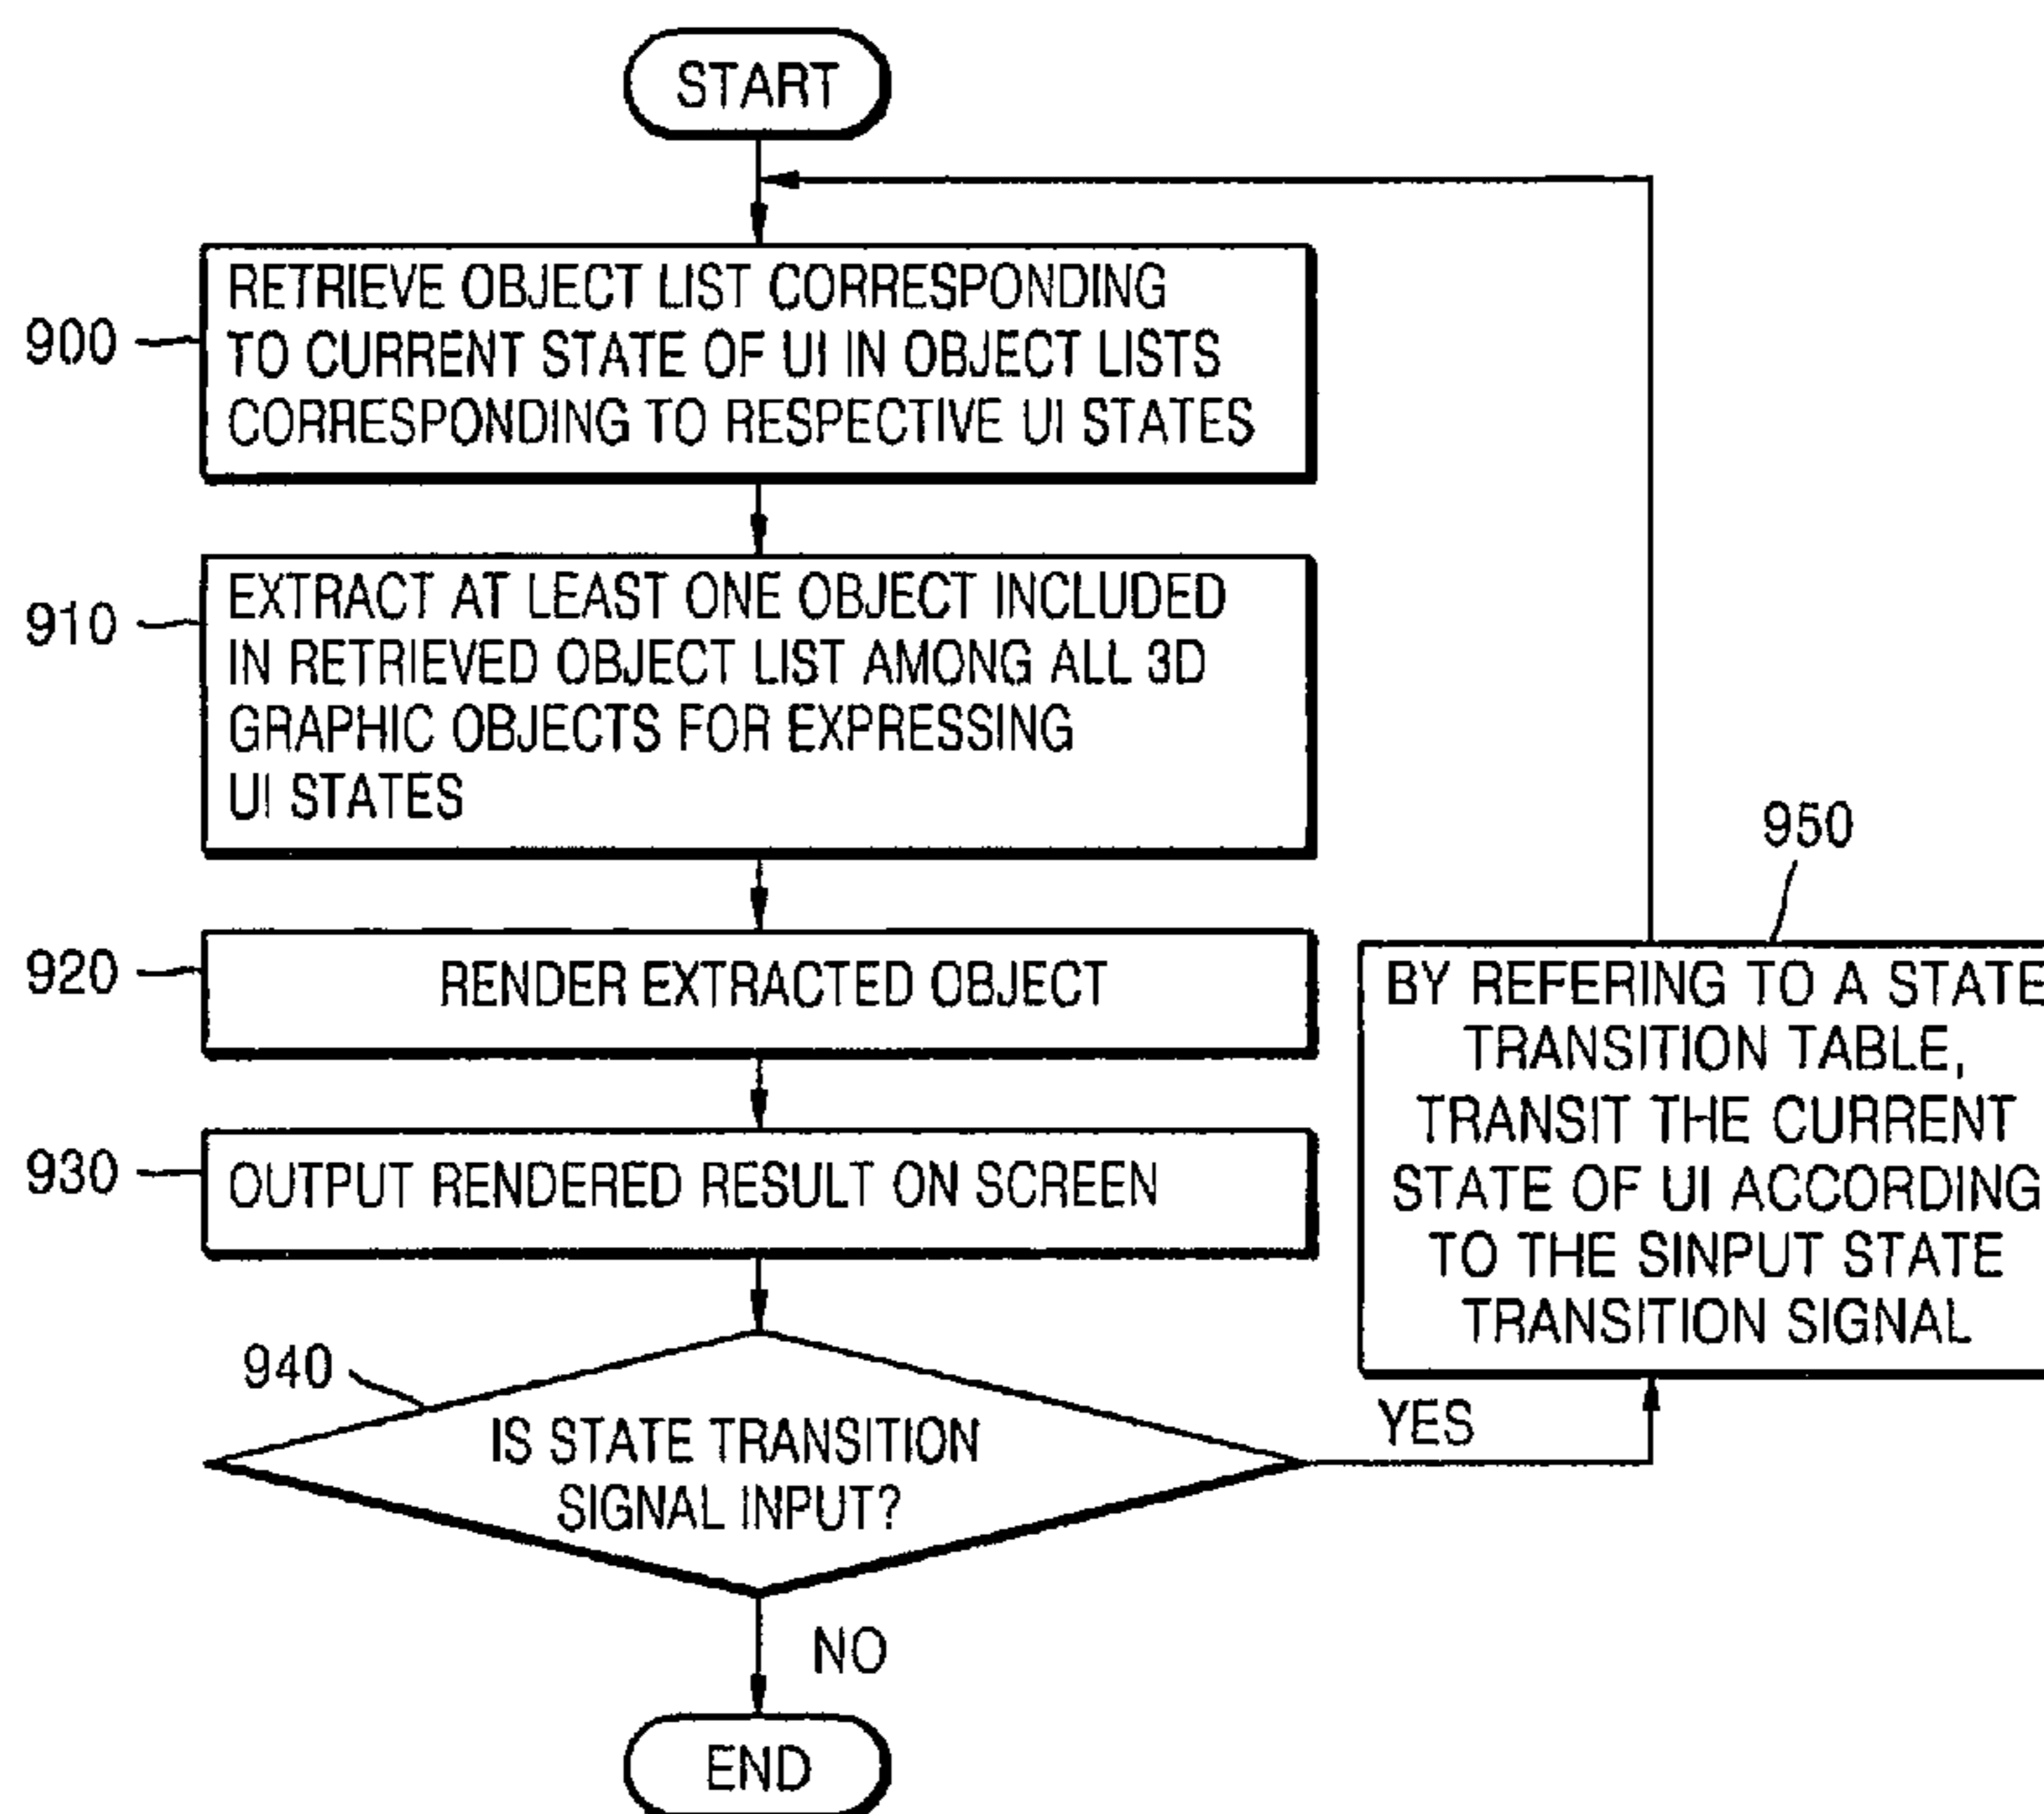 START
900
RETRIEVE OBJECT LIST CORRESPONDING
TO CURRENT STATE OF UI IN OBJECT LISTS
CORRESPONDING TO RESPECTIVE UI STATES
910
EXTRACT AT LEAST ONE OBJECT INCLUDED
IN RETRIEVED OBJECT LIST AMONG ALL 3D
GRAPHIC OBJECTS FOR EXPRESSING
UI STATES
920
RENDER EXTRACTED OBJECT
930
OUTPUT RENDERED RESULT ON SCREEN
940
IS STATE TRANSITION
SIGNAL INPUT?
YES
950
BY REFERING TO A STATE
TRANSITION TABLE,
TRANSIT THE CURRENT
STATE OF UI ACCORDING
TO THE SINPUT STATE
TRANSITION SIGNAL
NO
END